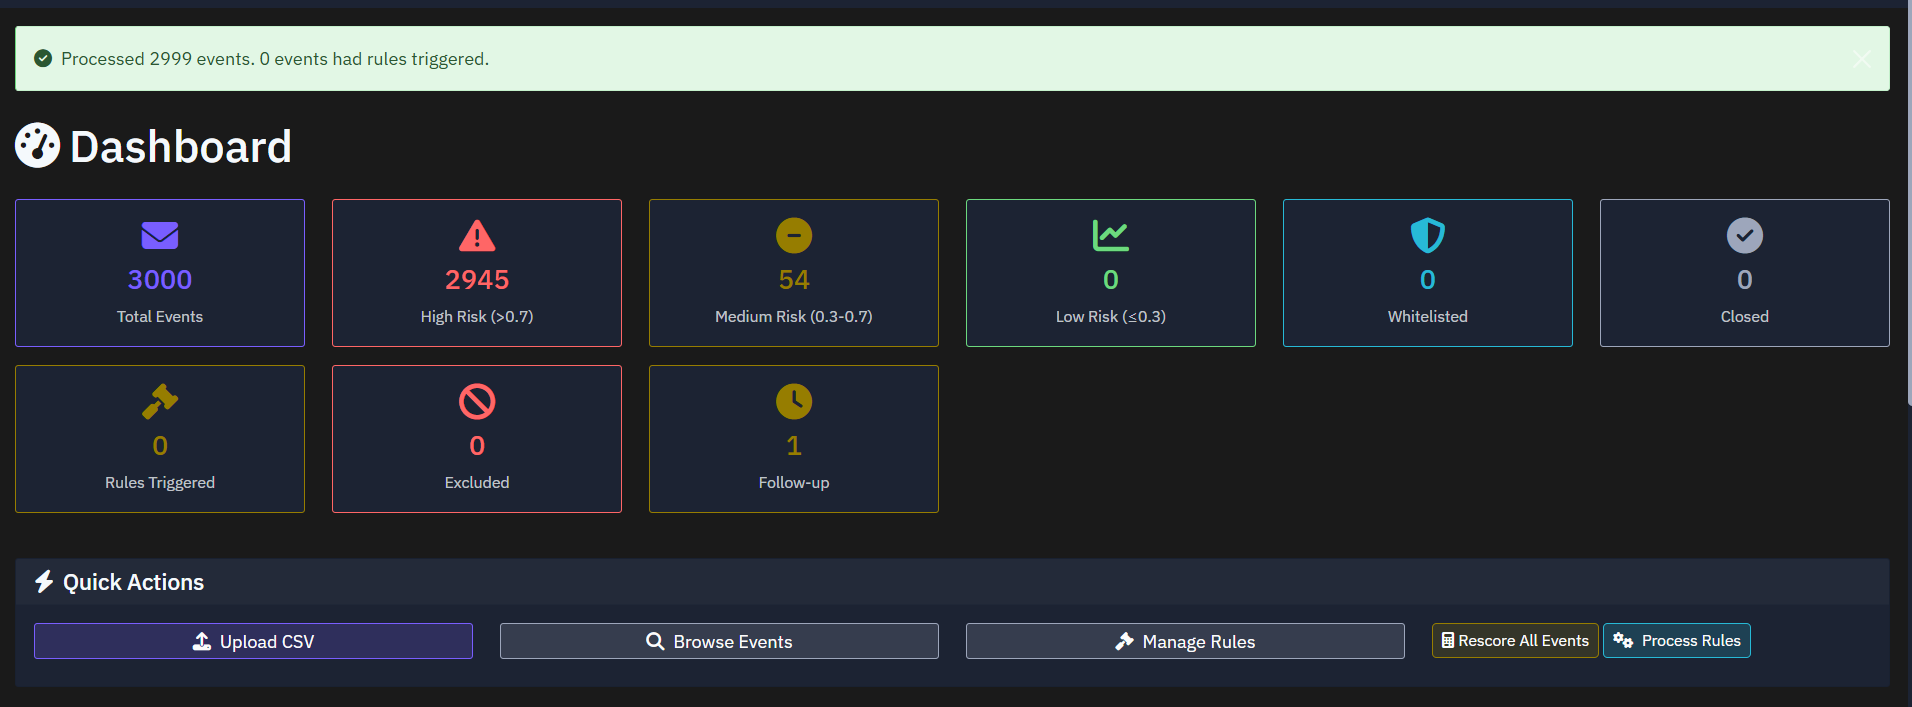 Processed 2999 events. 0 events had rules triggered.
Dashboard
3000
Total Events
2945
High Risk (>0.7)
54
Medium Risk (0.3-0.7)
0
Low Risk (≤0.3)
0
Whitelisted
0
Closed
0
Rules Triggered
0
Excluded
1
Follow-up
Quick Actions
Upload CSV
Browse Events
Manage Rules
Rescore All Events
Process Rules